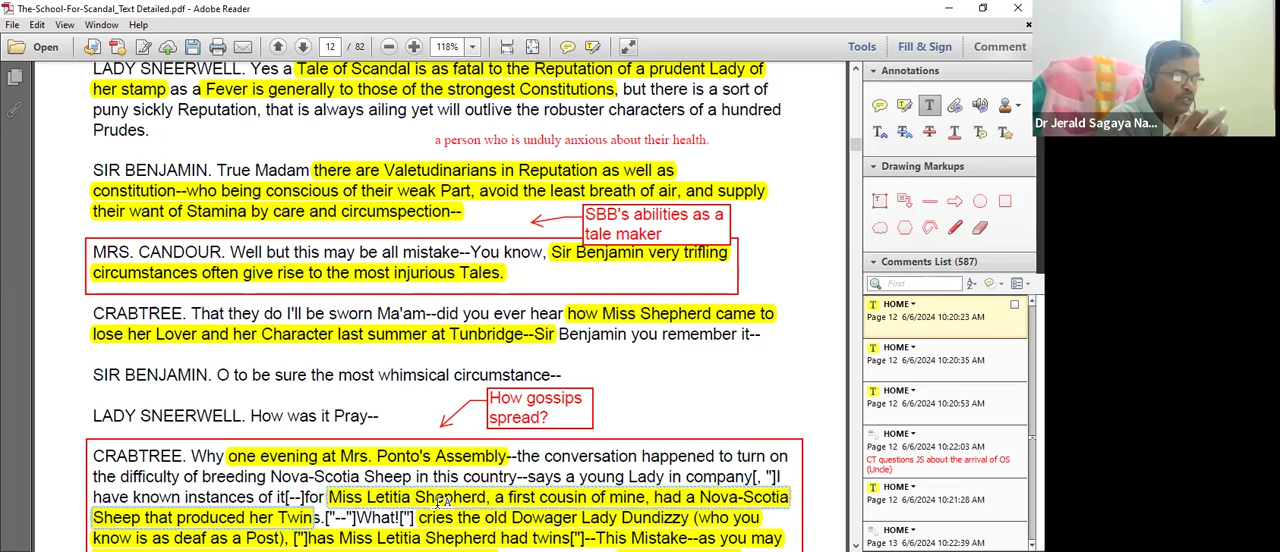 The-School-For-Scandal_Text Detailed.pdf - Adobe Reader
File Edit View Window Help
Open 12 / 82 118% Tools Fill & Sign Comment
LADY SNEERWELL. Yes a Tale of Scandal is as fatal to the Reputation of a prudent Lady of
her stamp as a Fever is generally to those of the strongest Constitutions, but there is a sort of
puny sickly Reputation, that is always ailing yet will outlive the robuster characters of a hundred
Prudes.
a person who is unduly anxious about their health.
SIR BENJAMIN. True Madam there are Valetudinarians in Reputation as well as
constitution--who being conscious of their weak Part, avoid the least breath of air, and supply
their want of Stamina by care and circumspection--
SBB's abilities as a
tale maker
MRS. CANDOUR. Well but this may be all mistake--You know, Sir Benjamin very trifling
circumstances often give rise to the most injurious Tales.
CRABTREE. That they do I'll be sworn Ma'am--did you ever hear how Miss Shepherd came to
lose her Lover and her Character last summer at Tunbridge--Sir Benjamin you remember it--
SIR BENJAMIN. O to be sure the most whimsical circumstance--
How gossips
spread?
LADY SNEERWELL. How was it Pray--
CRABTREE. Why one evening at Mrs. Ponto's Assembly--the conversation happened to turn on
the difficulty of breeding Nova-Scotia Sheep in this country--says a young Lady in company[, "]I
have known instances of it[--]for Miss Letitia Shepherd, a first cousin of mine, had a Nova-Scotia
Sheep that produced her Twins.["--"]What!["] cries the old Dowager Lady Dundizzy (who you
know is as deaf as a Post), ["]has Miss Letitia Shepherd had twins["]--This Mistake--as you may
Annotations
T
Drawing Markups
Comments List (587)
Find
HOME
Page 12 6/6/2024 10:20:23 AM
HOME
Page 12 6/6/2024 10:20:35 AM
HOME
Page 12 6/6/2024 10:20:53 AM
HOME
Page 12 6/6/2024 10:22:03 AM
CT questions JS about the arrival of OS
(Uncle)
HOME
Page 12 6/6/2024 10:21:28 AM
HOME
Page 13 6/6/2024 10:22:39 AM
Dr Jerald Sagaya Na...